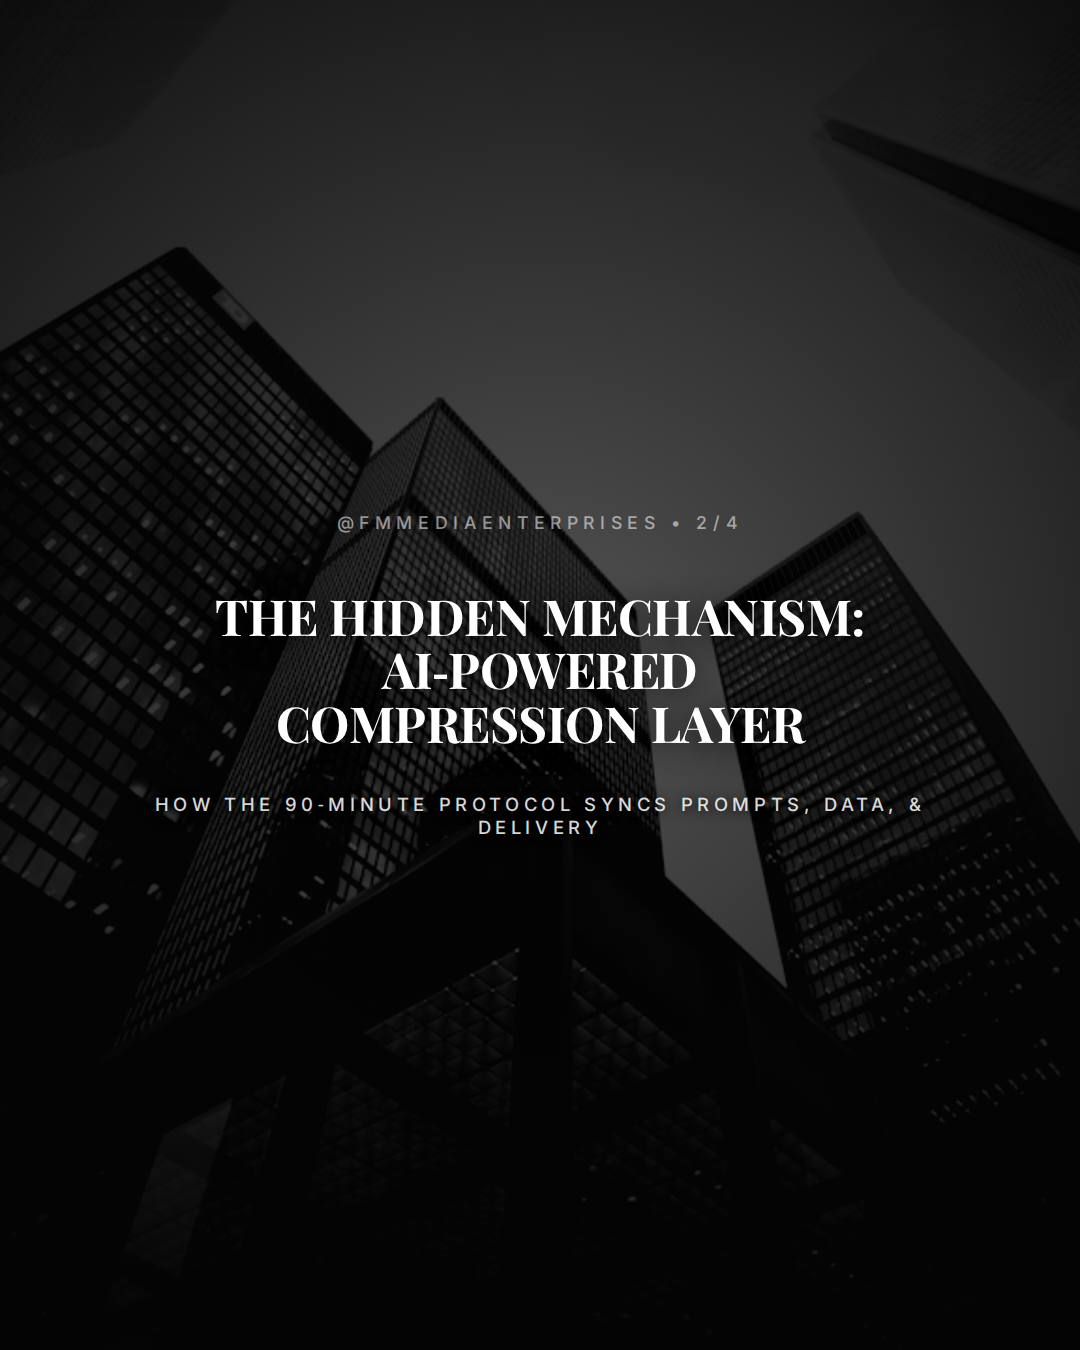 @FMMEDIAENTERPRISES • 2/4
THE HIDDEN MECHANISM:
AI-POWERED
COMPRESSION LAYER
HOW THE 90-MINUTE PROTOCOL SYNCS PROMPTS, DATA, &
DELIVERY